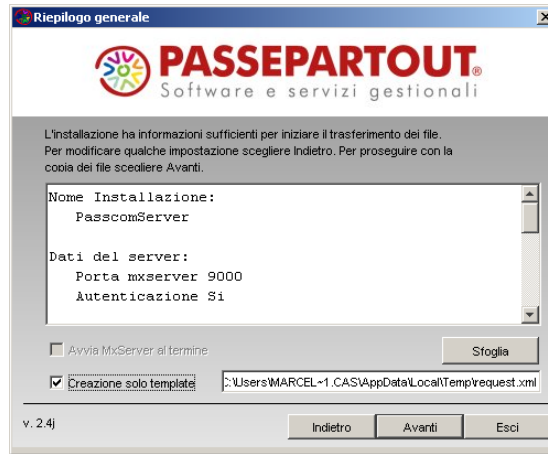 Riepilogo generale
PASSEPARTOUT®
Software e servizi gestionali
L'installazione ha informazioni sufficienti per iniziare il trasferimento dei file.
Per modificare qualche impostazione scegliere Indietro. Per proseguire con la
copia dei file scegliere Avanti.
Nome Installazione:
PasscomServer
Dati del server:
Porta mxserver 9000
Autenticazione Si
Avvia MxServer al termine
Sfoglia
Creazione solo template
C:\Users\MARCEL~1.CAS\AppData\Local\Temp\request.xml
v. 2.4j
Indietro
Avanti
Esci